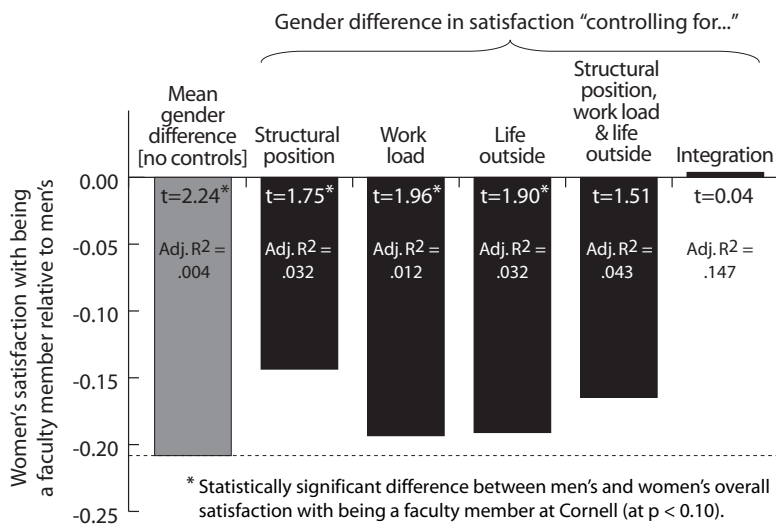 Gender difference in satisfaction “controlling for...”
Mean
gender
difference
[no controls]
Structural
position
Work
load
Life
outside
Structural
position,
work load
& life
outside
Integration
Women’s satisfaction with being
a faculty member relative to men’s
0.00
-0.05
-0.10
-0.15
-0.20
-0.25
t=2.24*
t=1.75*
t=1.96*
t=1.90*
t=1.51
t=0.04
Adj. R2 =
.004
Adj. R2 =
.032
Adj. R2 =
.012
Adj. R2 =
.032
Adj. R2 =
.043
Adj. R2 =
.147
* Statistically significant difference between men’s and women’s overall
satisfaction with being a faculty member at Cornell (at p < 0.10).